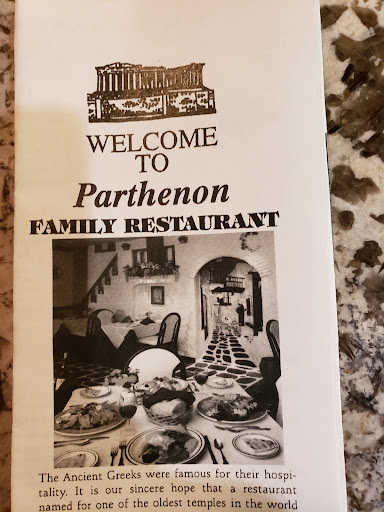 WELCOME
TO
Parthenon
FAMILY RESTAURANT
The Ancient Greeks were famous for their hospi-
tality. It is our sincere hope that a restaurant
named for one of the oldest temples in the world